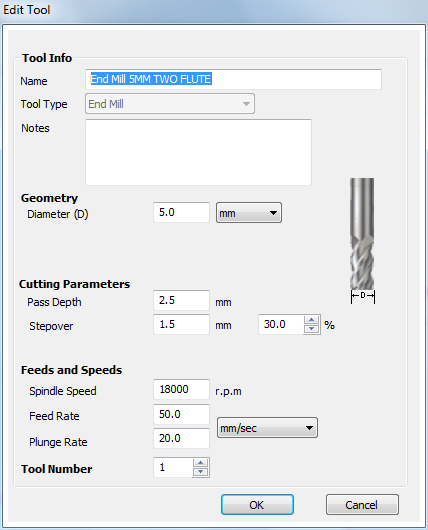 Edit Tool
Tool Info
Name End Mill 5MM TWO FLUTE
Tool Type End Mill
Notes
Geometry
Diameter (D) 5.0 mm
D
Cutting Parameters
Pass Depth 2.5 mm
Stepover 1.5 mm 30.0 %
Feeds and Speeds
Spindle Speed 18000 r.p.m
Feed Rate 50.0
mm/sec
Plunge Rate 20.0
Tool Number 1
OK Cancel